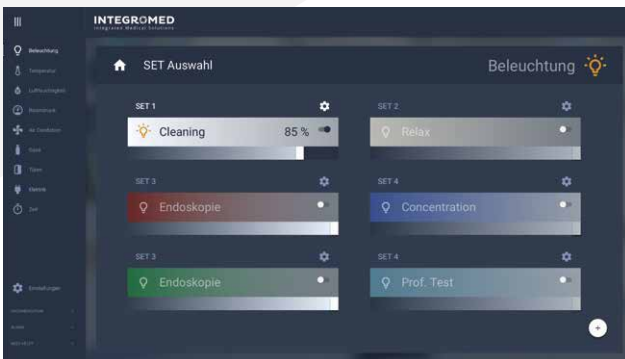 INTEGROMED
Integrated Medical Solutions
Beleuchtung
Temperatur
Luftfeuchtigkeit
Raumdruck
Air Condition
Gase
Türen
Elektrik
Zeit
Einstellungen
SET Auswahl
Beleuchtung
SET 1
Cleaning
85 %
SET 2
Relax
SET 3
Endoskopie
SET 4
Concentration
SET 3
Endoskopie
SET 4
Prof. Test